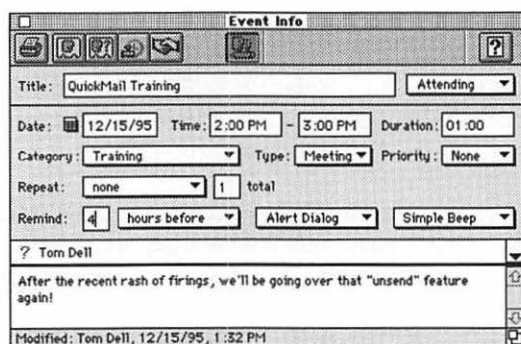 Event Info
?
Title: QuickMail Training Attending
Date: 12/15/95 Time: 2:00 PM - 3:00 PM Duration: 01:00
Category: Training Type: Meeting Priority: None
Repeat: none 1 total
Remind: 4 hours before Alert Dialog Simple Beep
? Tom Dell
After the recent rash of firings, we'll be going over that "unsend" feature
again!
Modified: Tom Dell, 12/15/95, 1:32 PM